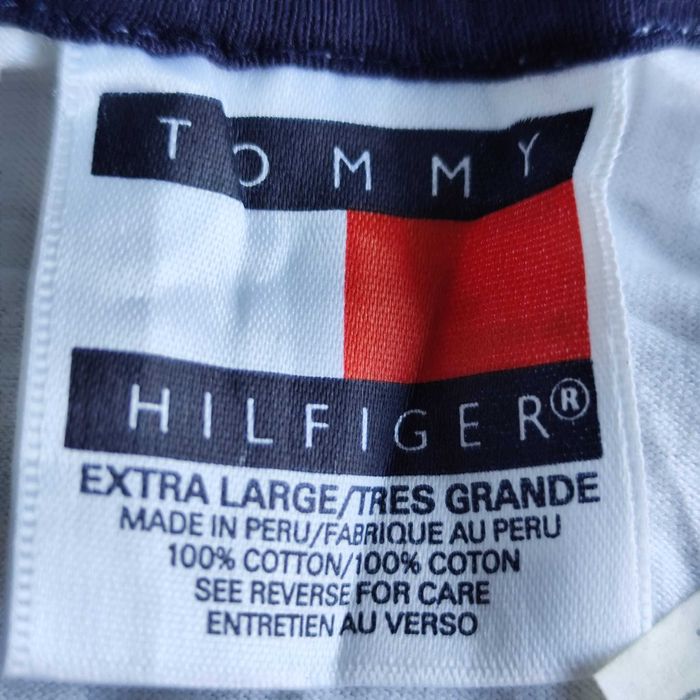 TOMMY
HILFIGER®
EXTRA LARGE/TRES GRANDE
MADE IN PERU/FABRIQUE AU PERU
100% COTTON/100% COTON
SEE REVERSE FOR CARE
ENTRETIEN AU VERSO